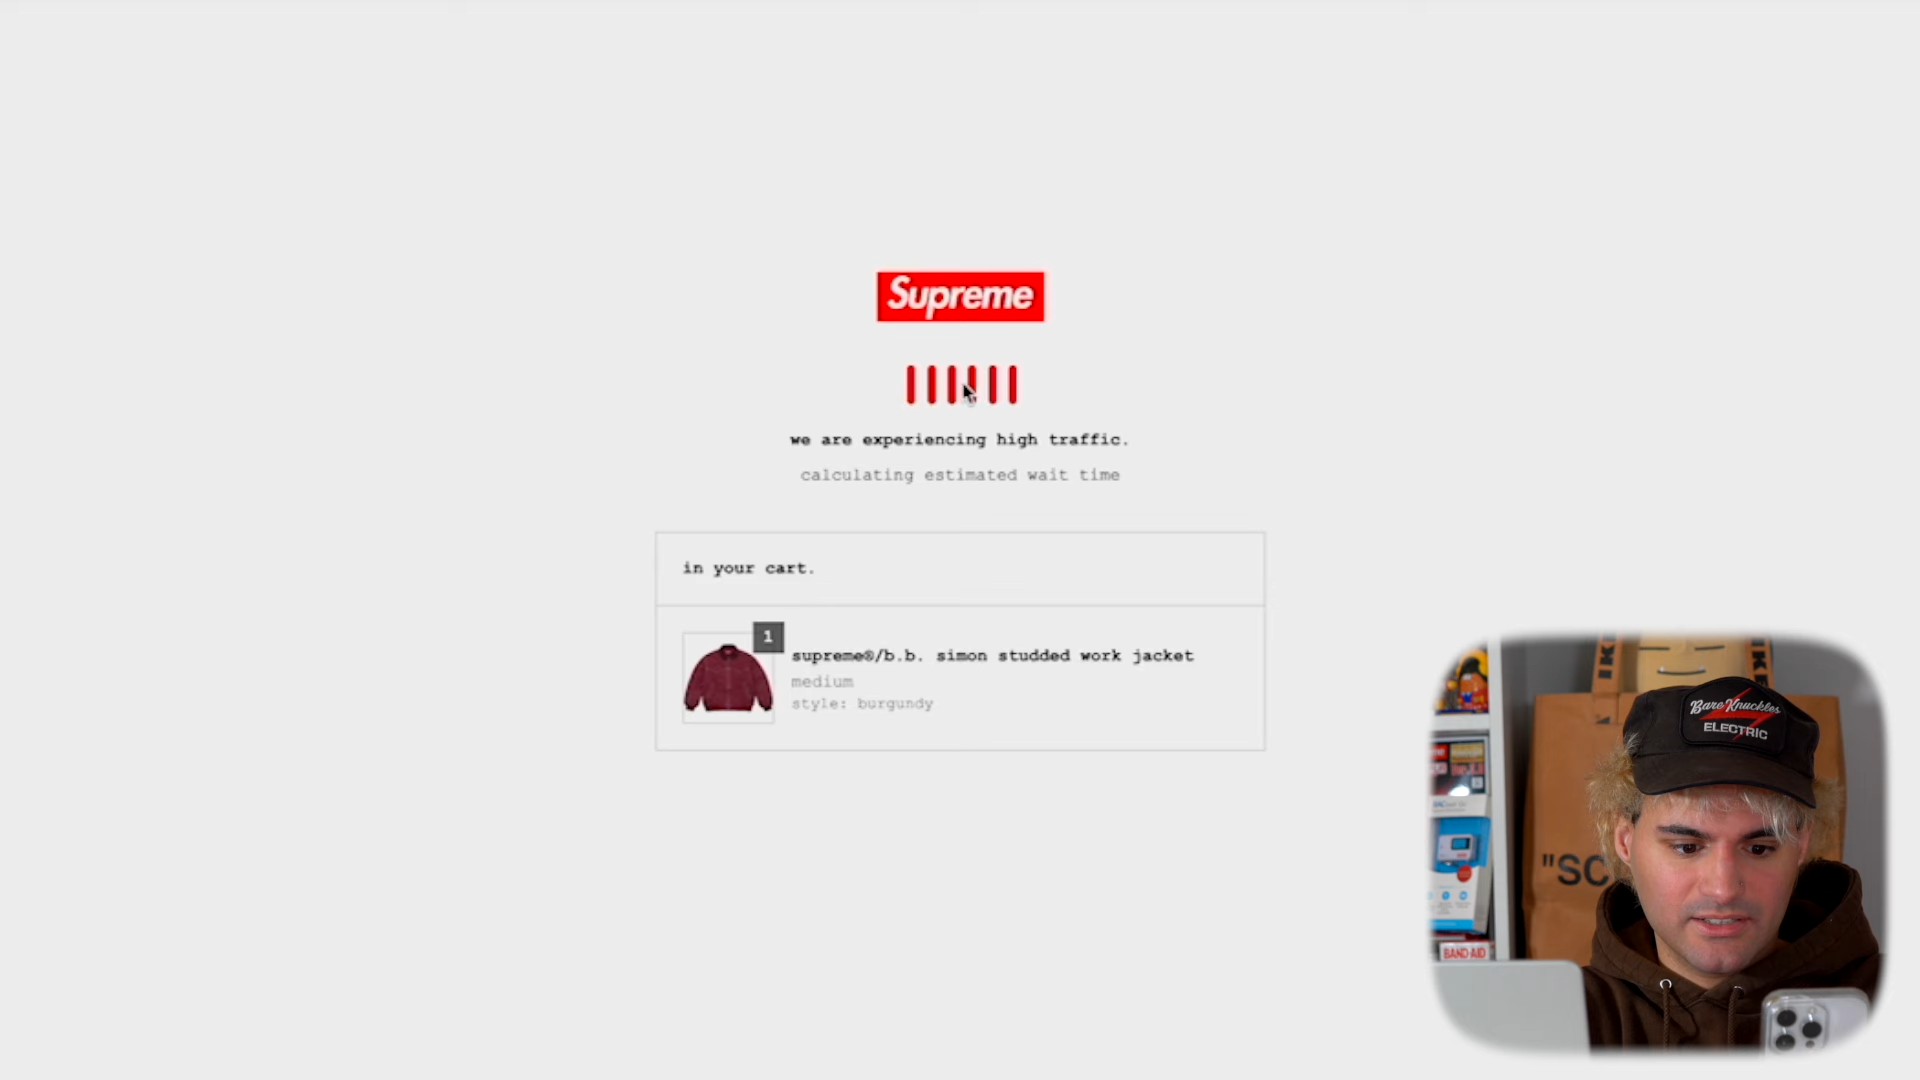 Supreme
we are experiencing high traffic.
calculating estimated wait time
in your cart.
1
supreme®/b.b. simon studded work jacket
medium
style: burgundy
Bare Knuckles
ELECTRIC
"SC
BAND-AID